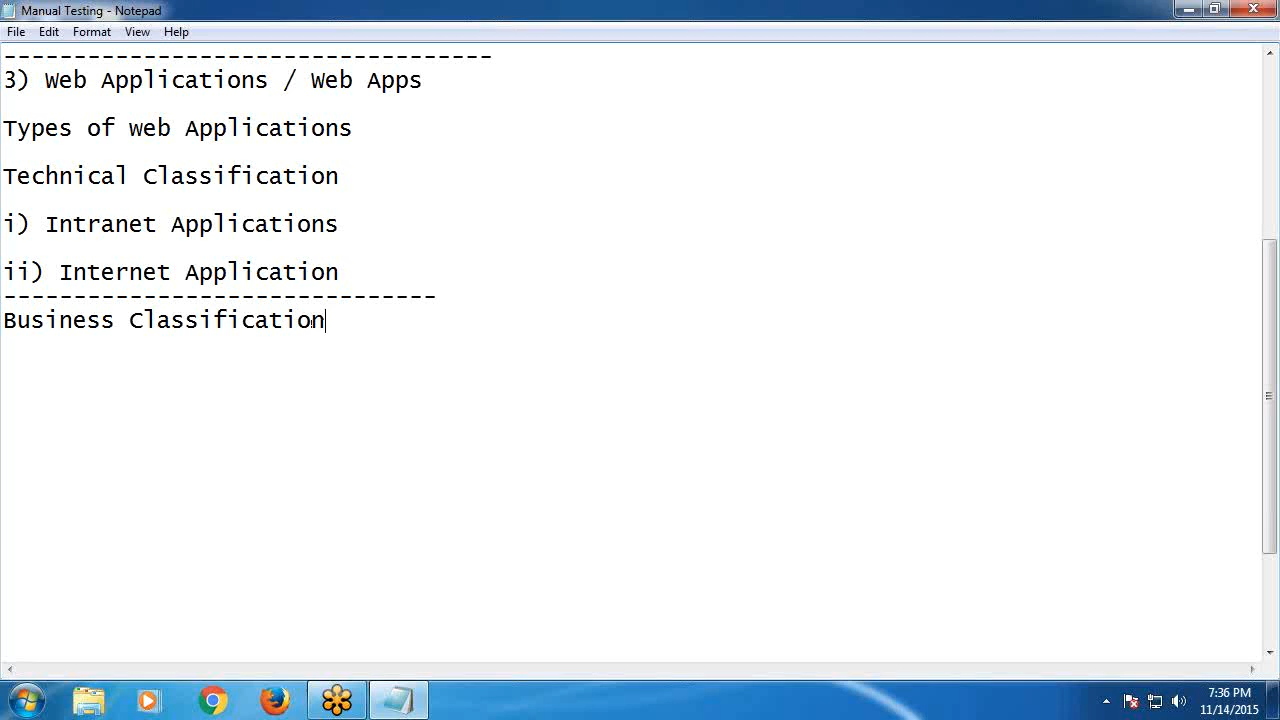 Manual Testing - Notepad
File Edit Format View Help
-----------------------------------
3) Web Applications / Web Apps
Types of web Applications
Technical Classification
i) Intranet Applications
ii) Internet Application
-------------------------------
Business Classification
7:36 PM
11/14/2015